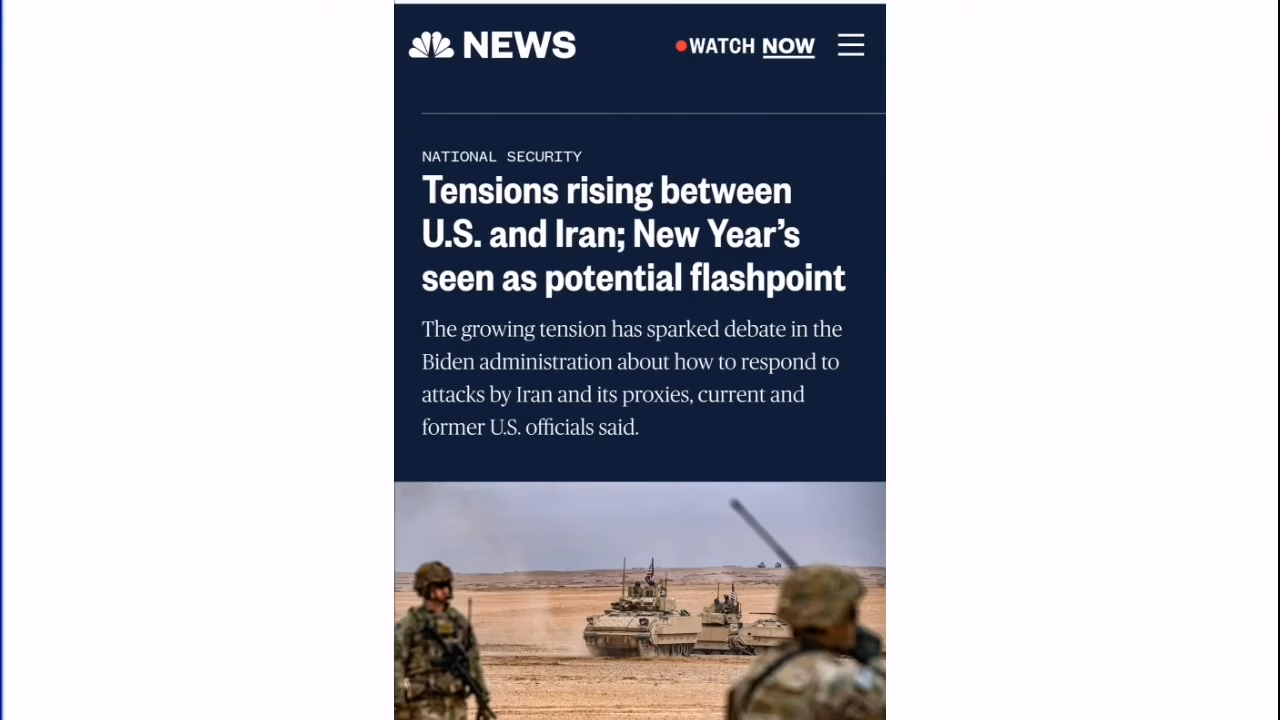 NEWS
WATCH NOW
NATIONAL SECURITY
Tensions rising between
U.S. and Iran; New Year’s
seen as potential flashpoint
The growing tension has sparked debate in the
Biden administration about how to respond to
attacks by Iran and its proxies, current and
former U.S. officials said.